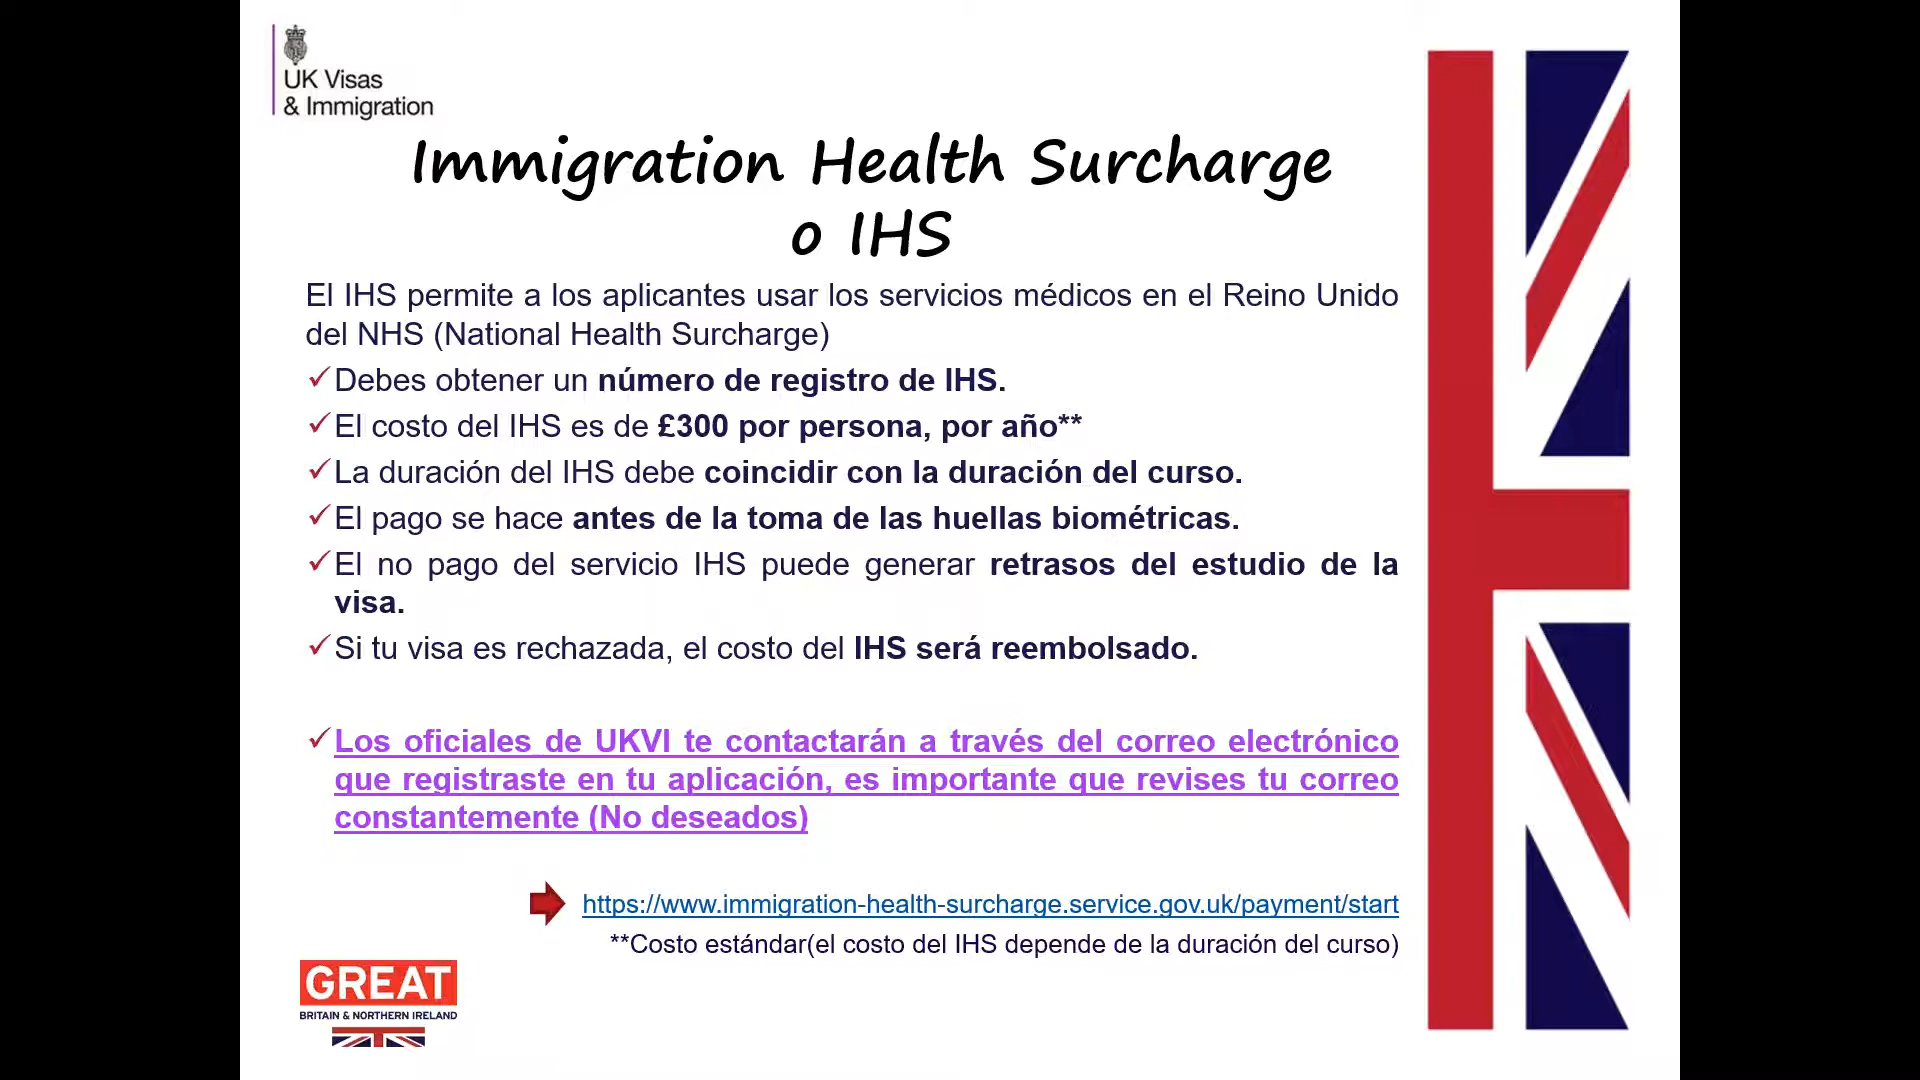 UK Visas
& Immigration
Immigration Health Surcharge
o IHS
El IHS permite a los aplicantes usar los servicios médicos en el Reino Unido
del NHS (National Health Surcharge)
✓Debes obtener un número de registro de IHS.
✓El costo del IHS es de £300 por persona, por año**
✓La duración del IHS debe coincidir con la duración del curso.
✓El pago se hace antes de la toma de las huellas biométricas.
✓El no pago del servicio IHS puede generar retrasos del estudio de la
visa.
✓Si tu visa es rechazada, el costo del IHS será reembolsado.
✓Los oficiales de UKVI te contactarán a través del correo electrónico
que registraste en tu aplicación, es importante que revises tu correo
constantemente (No deseados)
https://www.immigration-health-surcharge.service.gov.uk/payment/start
**Costo estándar(el costo del IHS depende de la duración del curso)
GREAT
BRITAIN & NORTHERN IRELAND